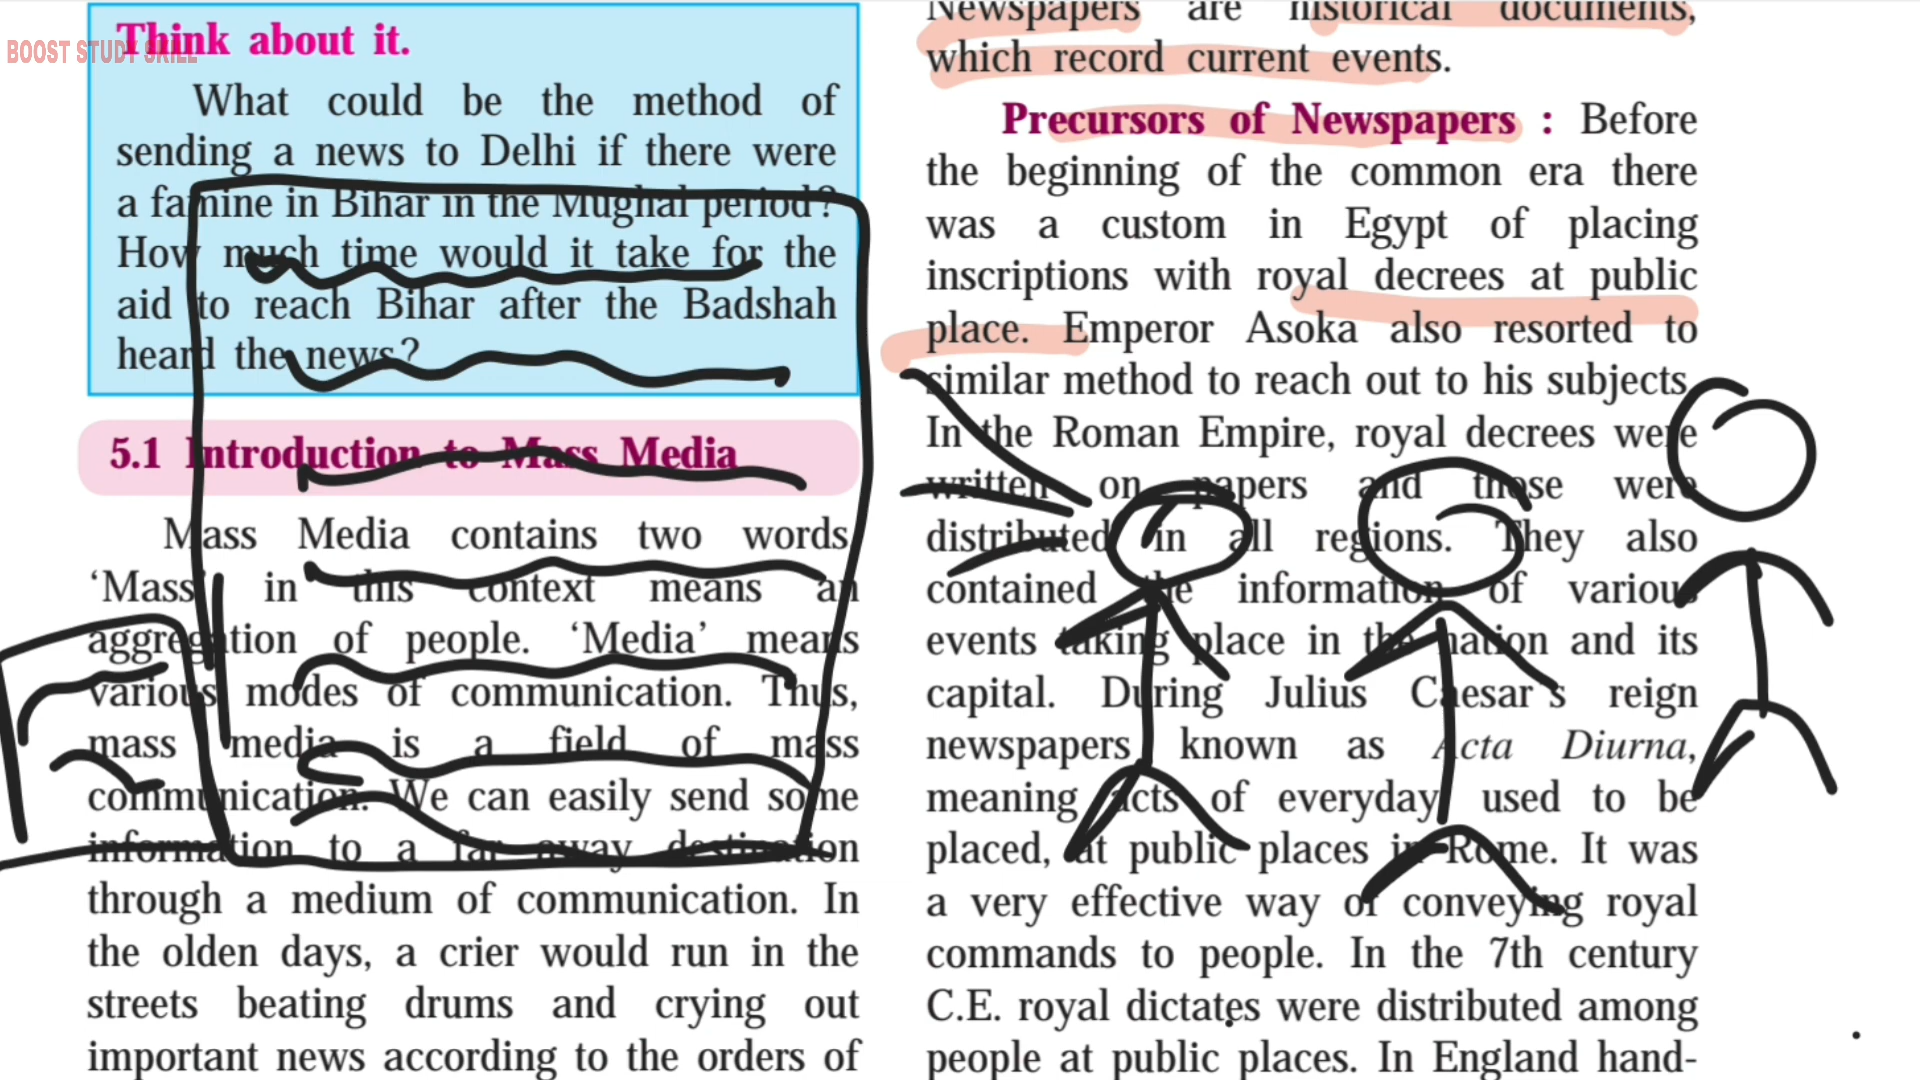 BOOST STUDY SKILL
Think about it.
What could be the method of
sending a news to Delhi if there were
a famine in Bihar in the Mughal period?
How much time would it take for the
aid to reach Bihar after the Badshah
heard the news?
5.1 Introduction to Mass Media
Mass Media contains two words
‘Mass’ in this context means an
aggregation of people. ‘Media’ means
various modes of communication. Thus,
mass media is a field of mass
communication. We can easily send some
information to a far away destination
through a medium of communication. In
the olden days, a crier would run in the
streets beating drums and crying out
important news according to the orders of
Newspapers are historical documents,
which record current events.
Precursors of Newspapers : Before
the beginning of the common era there
was a custom in Egypt of placing
inscriptions with royal decrees at public
place. Emperor Asoka also resorted to
similar method to reach out to his subjects.
In the Roman Empire, royal decrees were
written on papers and those were
distributed in all regions. They also
contained the information of various
events taking place in the nation and its
capital. During Julius Caesar's reign
newspapers known as Acta Diurna,
meaning acts of everyday used to be
placed, at public places in Rome. It was
a very effective way of conveying royal
commands to people. In the 7th century
C.E. royal dictates were distributed among
people at public places. In England hand-